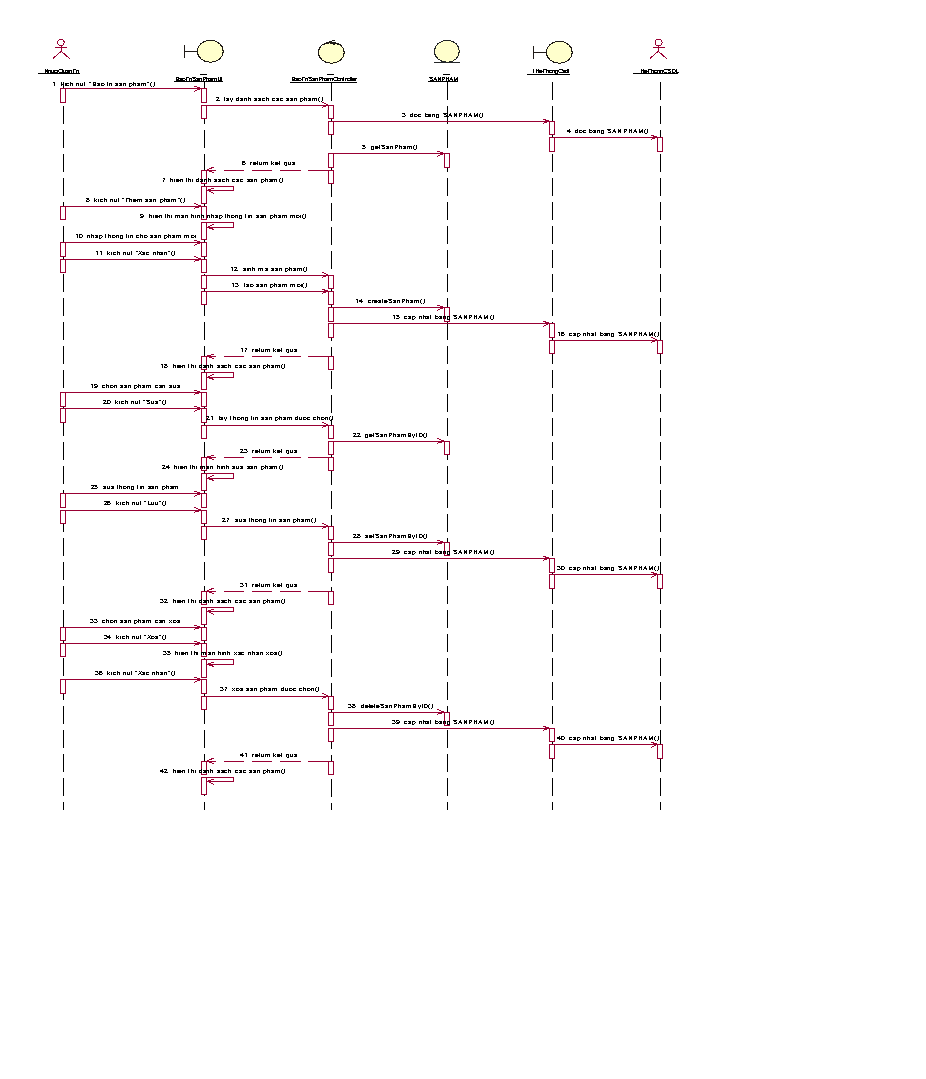 BaoTriSanPhamUI
BaoTriSanPhamController
SANPHAM
HeThongCSDL
1 kich nut "Bao tri san pham"()
2 lay danh sach cac san pham()
3 doc bang SANPHAM()
4 doc bang SANPHAM()
5 getSanPham()
6 return ket qua
7 hien thi danh sach cac san pham()
8 kich nut "Them san pham"()
9 hien thi man hinh nhap thong tin san pham moi()
10 nhap thong tin cho san pham moi
11 kich nut "Xac nhan"()
12 sinh ma san pham()
13 tao san pham moi()
14 createSanPham()
15 cap nhat bang SANPHAM()
16 cap nhat bang SANPHAM()
17 return ket qua
18 hien thi danh sach cac san pham()
19 chon san pham can sua
20 kich nut "Sua"()
21 lay thong tin san pham duoc chon()
22 getSanPhamByID()
23 return ket qua
24 hien thi man hinh sua san pham()
25 sua thong tin san pham
26 kich nut "Luu"()
27 sua thong tin san pham()
28 setSanPhamByID()
29 cap nhat bang SANPHAM()
30 cap nhat bang SANPHAM()
31 return ket qua
32 hien thi danh sach cac san pham()
33 chon san pham can xoa
34 kich nut "Xoa"()
35 hien thi man hinh xac nhan xoa()
36 kich nut "Xac nhan"()
37 xoa san pham duoc chon()
38 deleteSanPhamByID()
39 cap nhat bang SANPHAM()
40 cap nhat bang SANPHAM()
41 return ket qua
42 hien thi danh sach cac san pham()